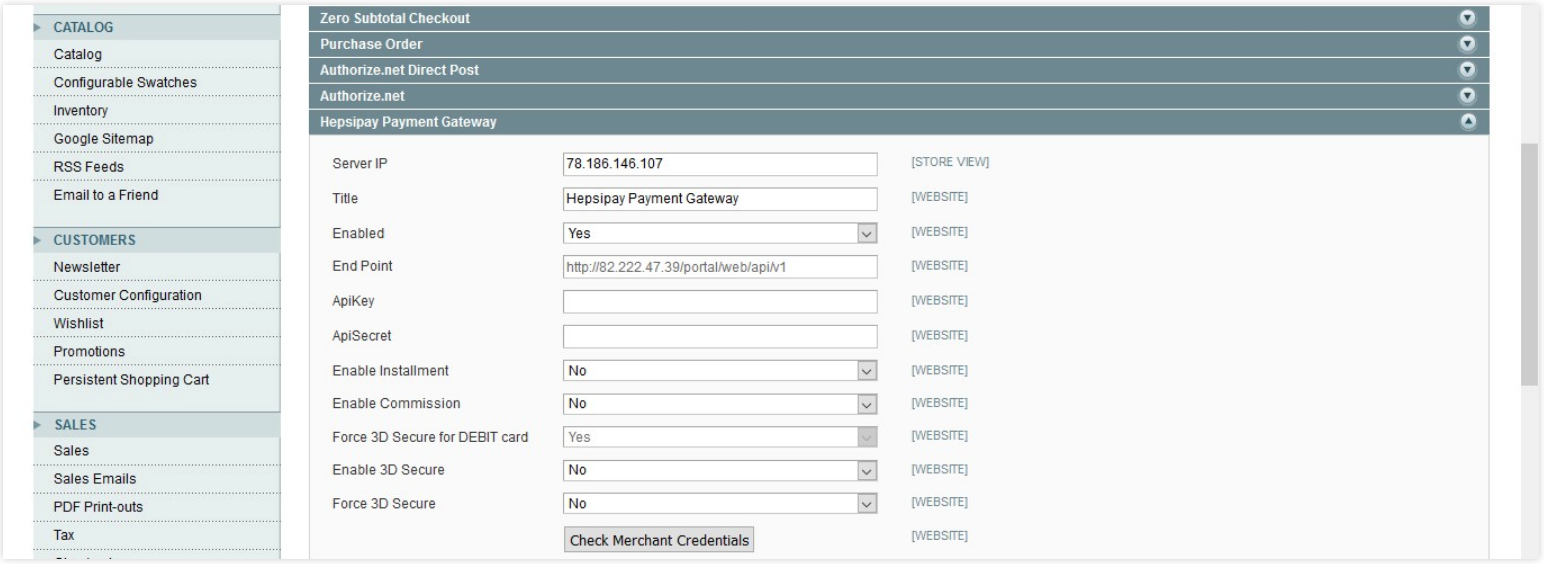 CATALOG
Catalog
Configurable Swatches
Inventory
Google Sitemap
RSS Feeds
Email to a Friend
CUSTOMERS
Newsletter
Customer Configuration
Wishlist
Promotions
Persistent Shopping Cart
SALES
Sales
Sales Emails
PDF Print-outs
Tax
Zero Subtotal Checkout
Purchase Order
Authorize.net Direct Post
Authorize.net
Hepsipay Payment Gateway
Server IP 78.186.146.107 [STORE VIEW]
Title Hepsipay Payment Gateway [WEBSITE]
Enabled Yes [WEBSITE]
End Point http://82.222.47.39/portal/web/api/v1 [WEBSITE]
ApiKey [WEBSITE]
ApiSecret [WEBSITE]
Enable Installment No [WEBSITE]
Enable Commission No [WEBSITE]
Force 3D Secure for DEBIT card Yes [WEBSITE]
Enable 3D Secure No [WEBSITE]
Force 3D Secure No [WEBSITE]
Check Merchant Credentials [WEBSITE]